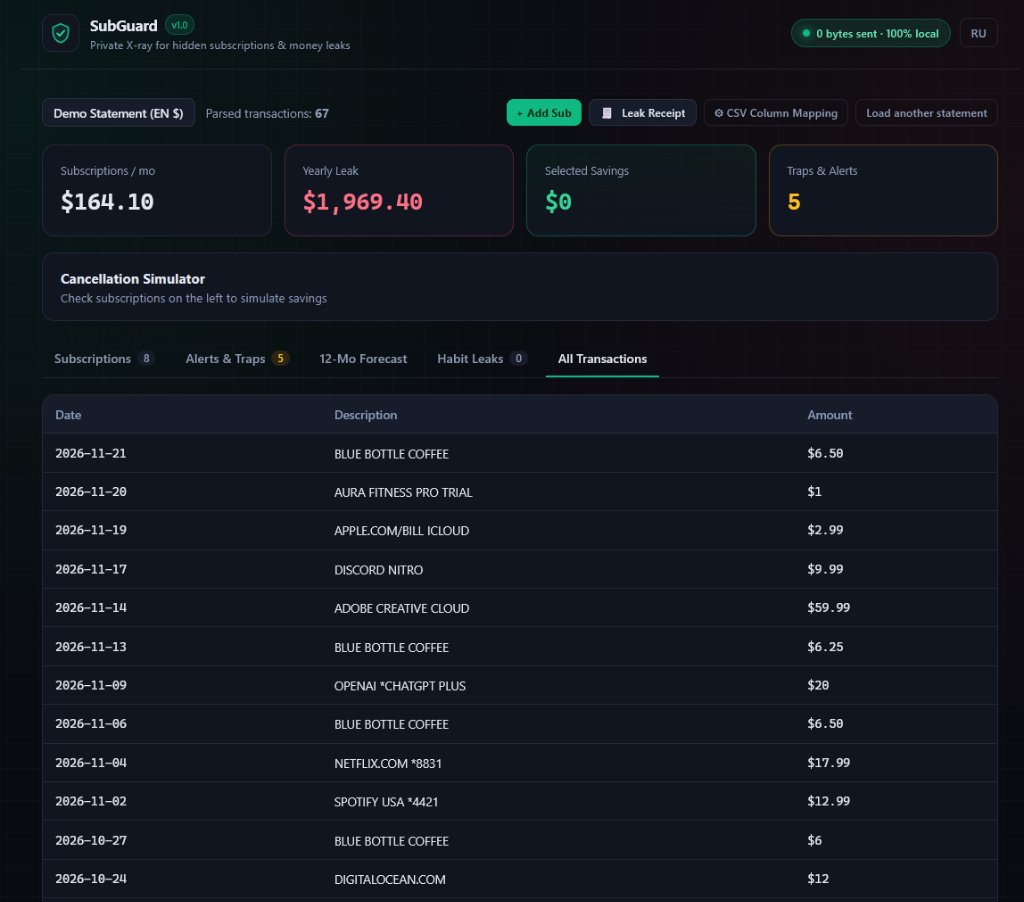 SubGuard v1.0
Private X-ray for hidden subscriptions & money leaks
0 bytes sent · 100% local
RU
Demo Statement (EN $) Parsed transactions: 67
+ Add Sub
Leak Receipt
CSV Column Mapping
Load another statement
Subscriptions / mo
$164.10
Yearly Leak
$1,969.40
Selected Savings
$0
Traps & Alerts
5
Cancellation Simulator
Check subscriptions on the left to simulate savings
Subscriptions 8 Alerts & Traps 5 12-Mo Forecast Habit Leaks 0 All Transactions
Date Description Amount
2026-11-21 BLUE BOTTLE COFFEE $6.50
2026-11-20 AURA FITNESS PRO TRIAL $1
2026-11-19 APPLE.COM/BILL ICLOUD $2.99
2026-11-17 DISCORD NITRO $9.99
2026-11-14 ADOBE CREATIVE CLOUD $59.99
2026-11-13 BLUE BOTTLE COFFEE $6.25
2026-11-09 OPENAI *CHATGPT PLUS $20
2026-11-06 BLUE BOTTLE COFFEE $6.50
2026-11-04 NETFLIX.COM *8831 $17.99
2026-11-02 SPOTIFY USA *4421 $12.99
2026-10-27 BLUE BOTTLE COFFEE $6
2026-10-24 DIGITALOCEAN.COM $12